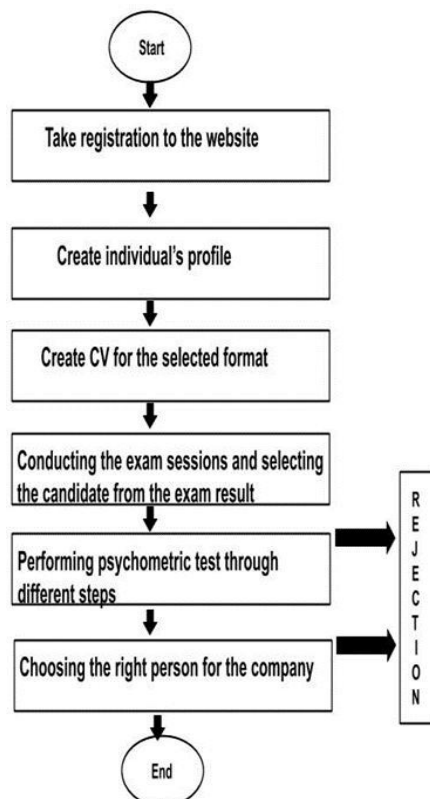 Start
Take registration to the website
Create individual's profile
Create CV for the selected format
Conducting the exam sessions and selecting
the candidate from the exam result
Performing psychometric test through
different steps
Choosing the right person for the company
End
REJECTION